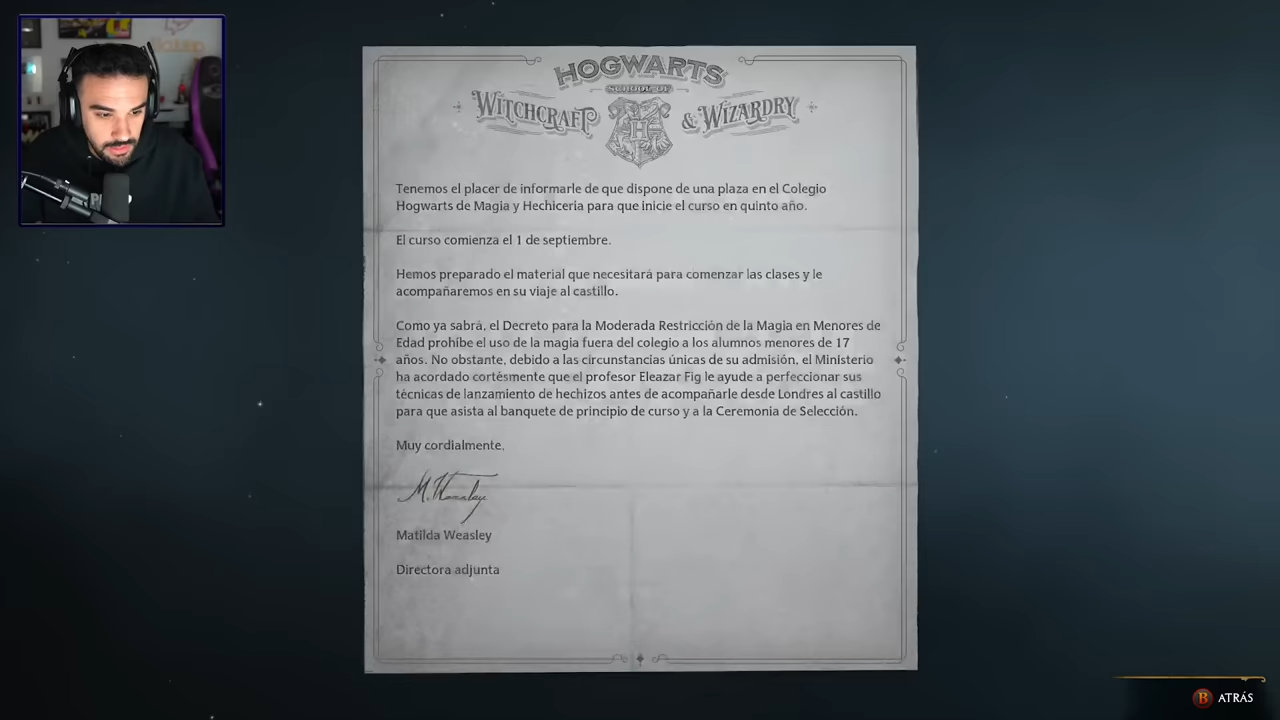 HOGWARTS
SCHOOL OF
WITCHCRAFT & WIZARDRY
H
Tenemos el placer de informarle de que dispone de una plaza en el Colegio
Hogwarts de Magia y Hechicería para que inicie el curso en quinto año.
El curso comienza el 1 de septiembre.
Hemos preparado el material que necesitará para comenzar las clases y le
acompañaremos en su viaje al castillo.
Como ya sabrá, el Decreto para la Moderada Restricción de la Magia en Menores de
Edad prohíbe el uso de la magia fuera del colegio a los alumnos menores de 17
años. No obstante, debido a las circunstancias únicas de su admisión, el Ministerio
ha acordado cortésmente que el profesor Eleazar Fig le ayude a perfeccionar sus
técnicas de lanzamiento de hechizos antes de acompañarle desde Londres al castillo
para que asista al banquete de principio de curso y a la Ceremonia de Selección.
Muy cordialmente,
M. Weasley
Matilda Weasley
Directora adjunta
B ATRÁS